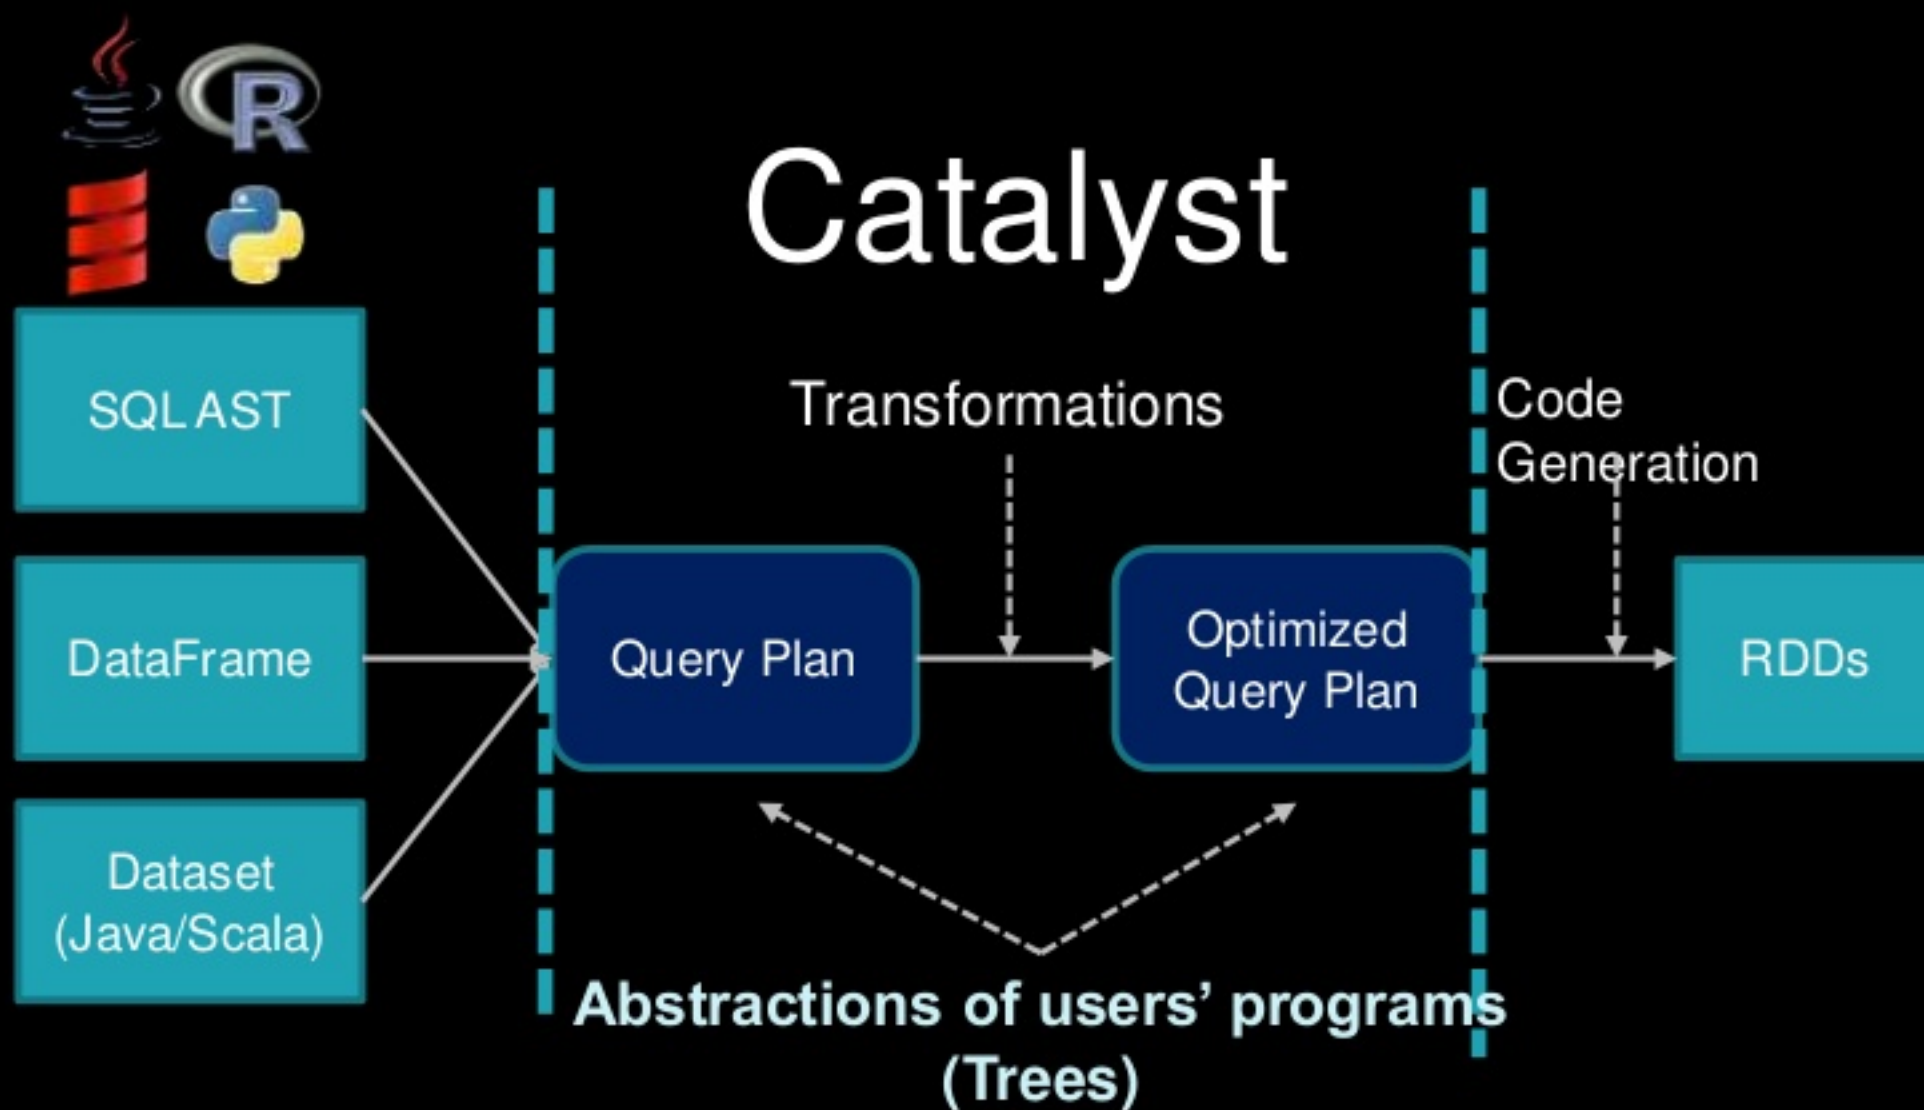 R
Catalyst
SQL AST
Transformations
Code
Generation
DataFrame
Query Plan
Optimized
Query Plan
RDDs
Dataset
(Java/Scala)
Abstractions of users’ programs
(Trees)